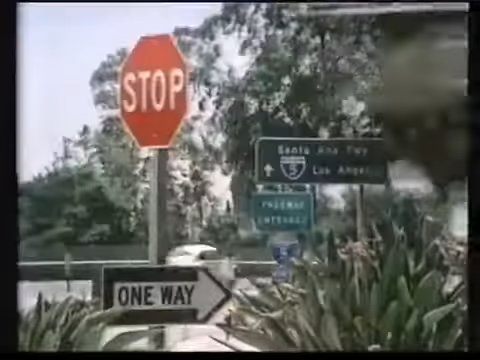 STOP
Santa Ana Fwy
5 Los Angeles
FREEWAY
ENTRANCE
ONE WAY